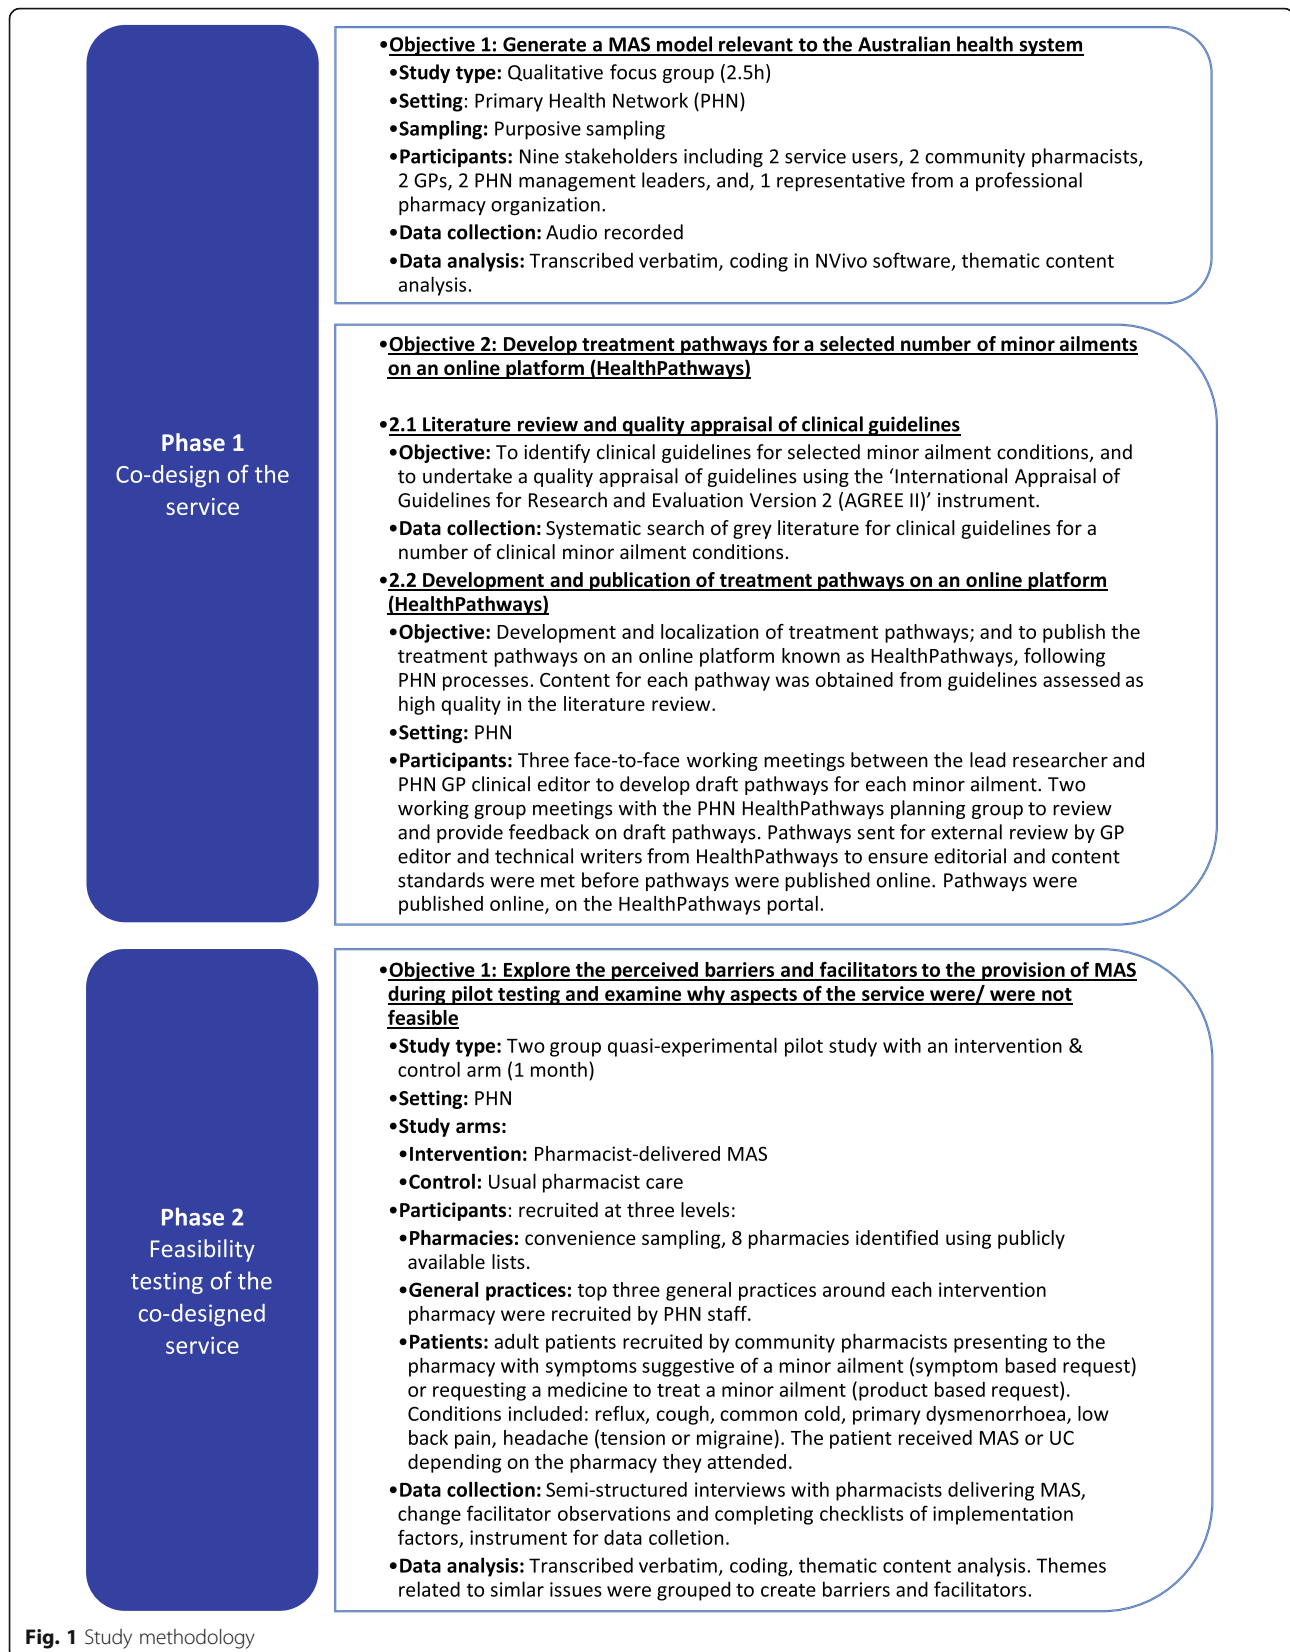 Phase 1
Co-design of the
service
•Objective 1: Generate a MAS model relevant to the Australian health system
•Study type: Qualitative focus group (2.5h)
•Setting: Primary Health Network (PHN)
•Sampling: Purposive sampling
•Participants: Nine stakeholders including 2 service users, 2 community pharmacists,
2 GPs, 2 PHN management leaders, and, 1 representative from a professional
pharmacy organization.
•Data collection: Audio recorded
•Data analysis: Transcribed verbatim, coding in NVivo software, thematic content
analysis.
•Objective 2: Develop treatment pathways for a selected number of minor ailments
on an online platform (HealthPathways)
•2.1 Literature review and quality appraisal of clinical guidelines
•Objective: To identify clinical guidelines for selected minor ailment conditions, and
to undertake a quality appraisal of guidelines using the ‘International Appraisal of
Guidelines for Research and Evaluation Version 2 (AGREE II)’ instrument.
•Data collection: Systematic search of grey literature for clinical guidelines for a
number of clinical minor ailment conditions.
•2.2 Development and publication of treatment pathways on an online platform
(HealthPathways)
•Objective: Development and localization of treatment pathways; and to publish the
treatment pathways on an online platform known as HealthPathways, following
PHN processes. Content for each pathway was obtained from guidelines assessed as
high quality in the literature review.
•Setting: PHN
•Participants: Three face-to-face working meetings between the lead researcher and
PHN GP clinical editor to develop draft pathways for each minor ailment. Two
working group meetings with the PHN HealthPathways planning group to review
and provide feedback on draft pathways. Pathways sent for external review by GP
editor and technical writers from HealthPathways to ensure editorial and content
standards were met before pathways were published online. Pathways were
published online, on the HealthPathways portal.
Phase 2
Feasibility
testing of the
co-designed
service
•Objective 1: Explore the perceived barriers and facilitators to the provision of MAS
during pilot testing and examine why aspects of the service were/ were not
feasible
•Study type: Two group quasi-experimental pilot study with an intervention &
control arm (1 month)
•Setting: PHN
•Study arms:
•Intervention: Pharmacist-delivered MAS
•Control: Usual pharmacist care
•Participants: recruited at three levels:
•Pharmacies: convenience sampling, 8 pharmacies identified using publicly
available lists.
•General practices: top three general practices around each intervention
pharmacy were recruited by PHN staff.
•Patients: adult patients recruited by community pharmacists presenting to the
pharmacy with symptoms suggestive of a minor ailment (symptom based request)
or requesting a medicine to treat a minor ailment (product based request).
Conditions included: reflux, cough, common cold, primary dysmenorrhoea, low
back pain, headache (tension or migraine). The patient received MAS or UC
depending on the pharmacy they attended.
•Data collection: Semi-structured interviews with pharmacists delivering MAS,
change facilitator observations and completing checklists of implementation
factors, instrument for data colletion.
•Data analysis: Transcribed verbatim, coding, thematic content analysis. Themes
related to simlar issues were grouped to create barriers and facilitators.
Fig. 1 Study methodology